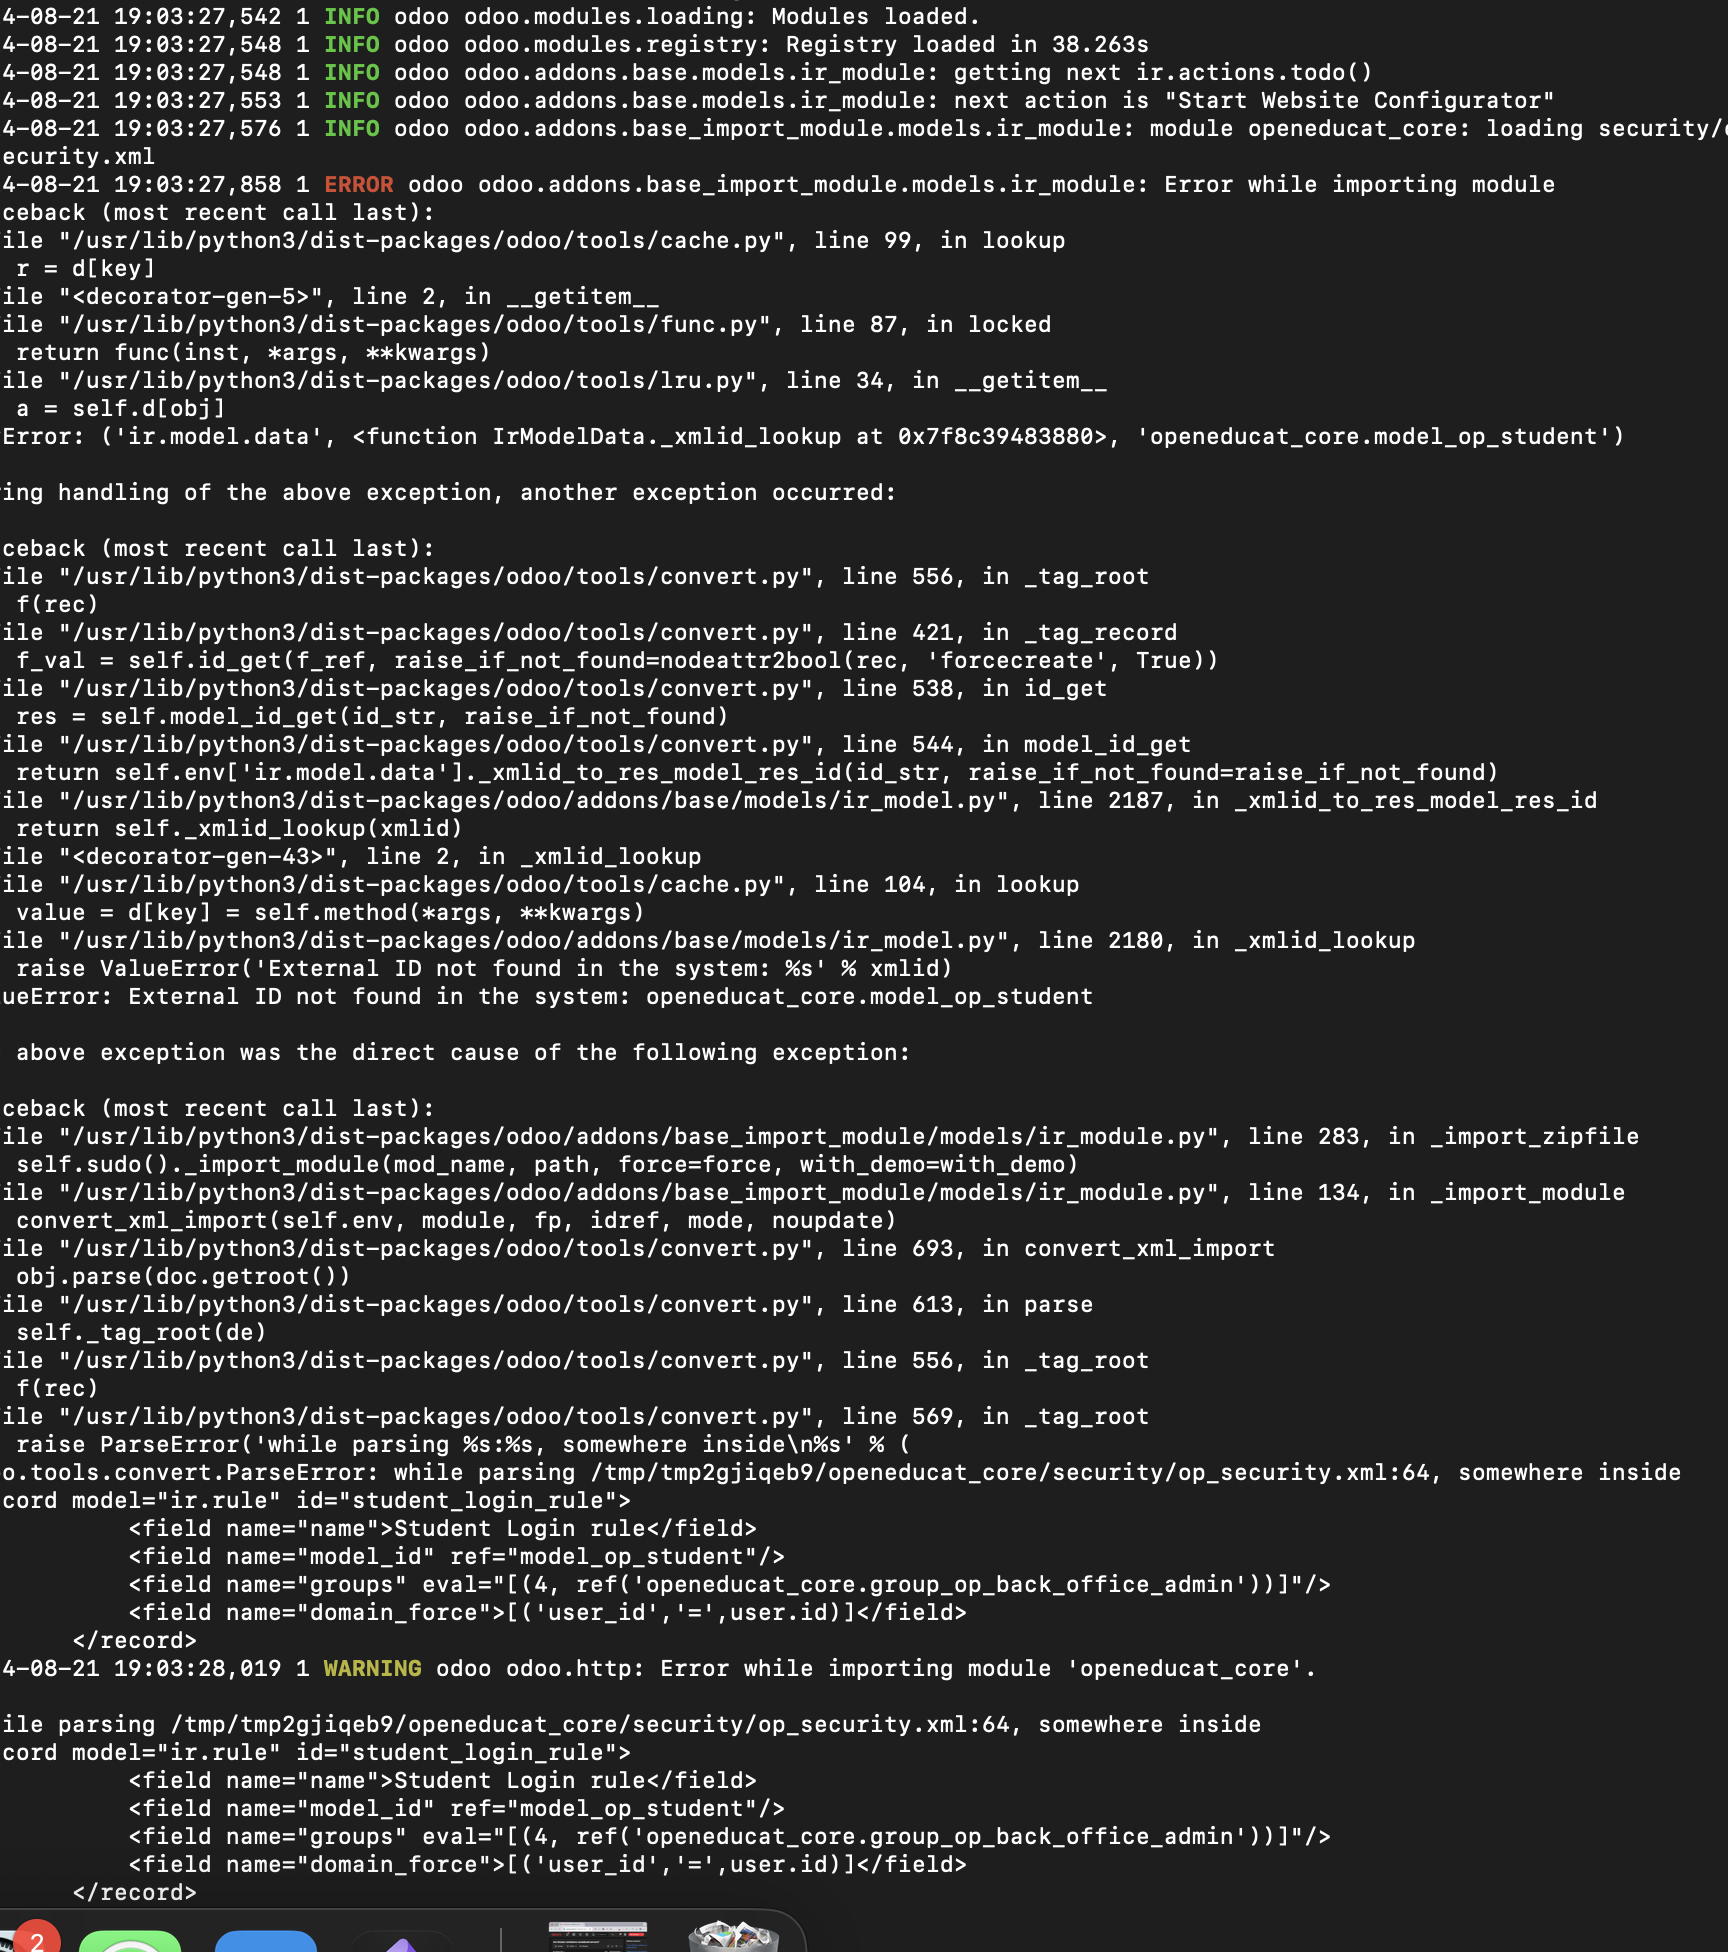 4-08-21 19:03:27,542 1 INFO odoo odoo.modules.loading: Modules loaded.
4-08-21 19:03:27,548 1 INFO odoo odoo.modules.registry: Registry loaded in 38.263s
4-08-21 19:03:27,548 1 INFO odoo odoo.addons.base.models.ir_module: getting next ir.actions.todo()
4-08-21 19:03:27,553 1 INFO odoo odoo.addons.base.models.ir_module: next action is "Start Website Configurator"
4-08-21 19:03:27,576 1 INFO odoo odoo.addons.base_import_module.models.ir_module: module openeducat_core: loading security/
ecurity.xml
4-08-21 19:03:27,858 1 ERROR odoo odoo.addons.base_import_module.models.ir_module: Error while importing module
ceback (most recent call last):
ile "/usr/lib/python3/dist-packages/odoo/tools/cache.py", line 99, in lookup
r = d[key]
ile "<decorator-gen-5>", line 2, in __getitem__
ile "/usr/lib/python3/dist-packages/odoo/tools/func.py", line 87, in locked
return func(inst, *args, **kwargs)
ile "/usr/lib/python3/dist-packages/odoo/tools/lru.py", line 34, in __getitem__
a = self.d[obj]
Error: ('ir.model.data', <function IrModelData._xmlid_lookup at 0x7f8c39483880>, 'openeducat_core.model_op_student')
ing handling of the above exception, another exception occurred:
ceback (most recent call last):
ile "/usr/lib/python3/dist-packages/odoo/tools/convert.py", line 556, in _tag_root
f(rec)
ile "/usr/lib/python3/dist-packages/odoo/tools/convert.py", line 421, in _tag_record
f_val = self.id_get(f_ref, raise_if_not_found=nodeattr2bool(rec, 'forcecreate', True))
ile "/usr/lib/python3/dist-packages/odoo/tools/convert.py", line 538, in id_get
res = self.model_id_get(id_str, raise_if_not_found)
ile "/usr/lib/python3/dist-packages/odoo/tools/convert.py", line 544, in model_id_get
return self.env['ir.model.data']._xmlid_to_res_model_res_id(id_str, raise_if_not_found=raise_if_not_found)
ile "/usr/lib/python3/dist-packages/odoo/addons/base/models/ir_model.py", line 2187, in _xmlid_to_res_model_res_id
return self._xmlid_lookup(xmlid)
ile "<decorator-gen-43>", line 2, in _xmlid_lookup
ile "/usr/lib/python3/dist-packages/odoo/tools/cache.py", line 104, in lookup
value = d[key] = self.method(*args, **kwargs)
ile "/usr/lib/python3/dist-packages/odoo/addons/base/models/ir_model.py", line 2180, in _xmlid_lookup
raise ValueError('External ID not found in the system: %s' % xmlid)
ueError: External ID not found in the system: openeducat_core.model_op_student
above exception was the direct cause of the following exception:
ceback (most recent call last):
ile "/usr/lib/python3/dist-packages/odoo/addons/base_import_module/models/ir_module.py", line 283, in _import_zipfile
self.sudo()._import_module(mod_name, path, force=force, with_demo=with_demo)
ile "/usr/lib/python3/dist-packages/odoo/addons/base_import_module/models/ir_module.py", line 134, in _import_module
convert_xml_import(self.env, module, fp, idref, mode, noupdate)
ile "/usr/lib/python3/dist-packages/odoo/tools/convert.py", line 693, in convert_xml_import
obj.parse(doc.getroot())
ile "/usr/lib/python3/dist-packages/odoo/tools/convert.py", line 613, in parse
self._tag_root(de)
ile "/usr/lib/python3/dist-packages/odoo/tools/convert.py", line 556, in _tag_root
f(rec)
ile "/usr/lib/python3/dist-packages/odoo/tools/convert.py", line 569, in _tag_root
raise ParseError('while parsing %s:%s, somewhere inside\n%s' % (
o.tools.convert.ParseError: while parsing /tmp/tmp2gjiqeb9/openeducat_core/security/op_security.xml:64, somewhere inside
cord model="ir.rule" id="student_login_rule">
<field name="name">Student Login rule</field>
<field name="model_id" ref="model_op_student"/>
<field name="groups" eval="[(4, ref('openeducat_core.group_op_back_office_admin'))]"/>
<field name="domain_force">[('user_id','=',user.id)]</field>
</record>
4-08-21 19:03:28,019 1 WARNING odoo odoo.http: Error while importing module 'openeducat_core'.
ile parsing /tmp/tmp2gjiqeb9/openeducat_core/security/op_security.xml:64, somewhere inside
cord model="ir.rule" id="student_login_rule">
<field name="name">Student Login rule</field>
<field name="model_id" ref="model_op_student"/>
<field name="groups" eval="[(4, ref('openeducat_core.group_op_back_office_admin'))]"/>
<field name="domain_force">[('user_id','=',user.id)]</field>
</record>
2